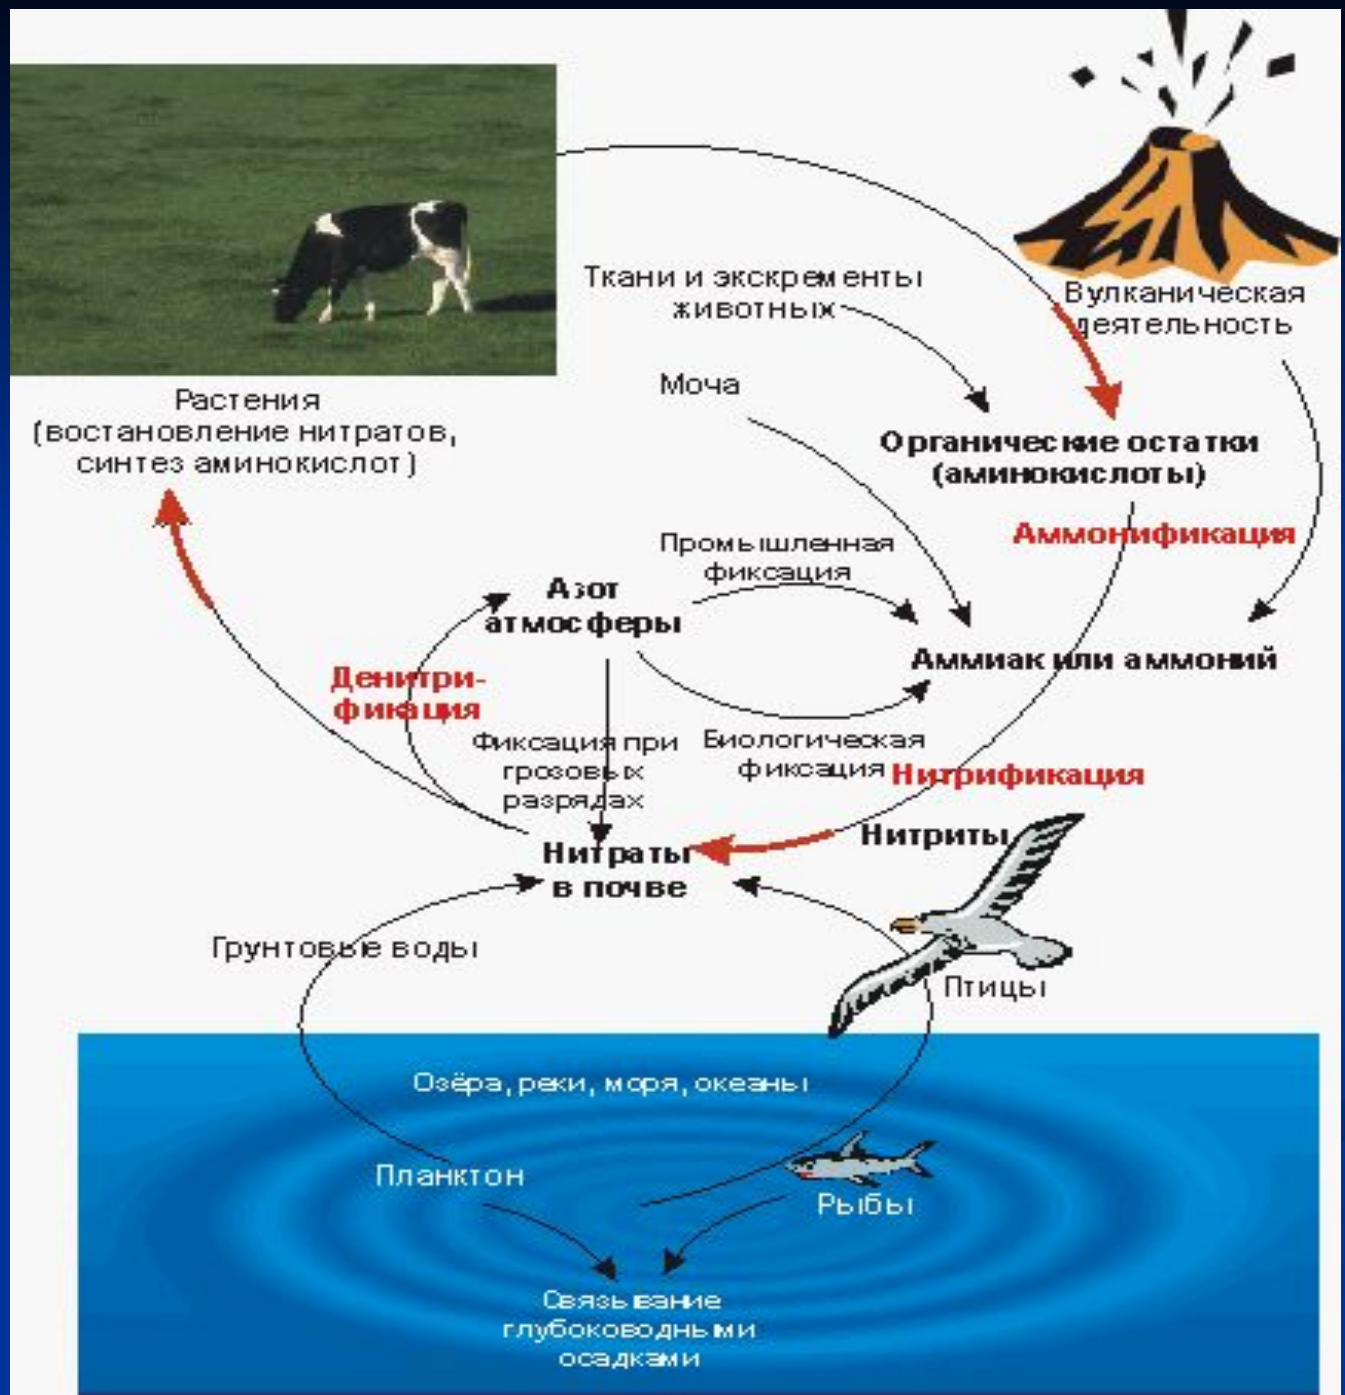 Ткани и экскременты
животных
Вулканическая
деятельность
Моча
Растения
(востановление нитратов,
синтез аминокислот)
Органические остатки
(аминокислоты)
Аммонификация
Промышленная
фиксация
Азот
атмосферы
Аммиак или аммоний
Денитри-
фикация
Фиксация при
грозовых
разрядах
Биологическая
фиксация
Нитрификация
Нитриты
Нитраты
в почве
Грунтовые воды
Птицы
Озёра, реки, моря, океаны
Планктон
Рыбы
Связывание
глубоководными
осадками